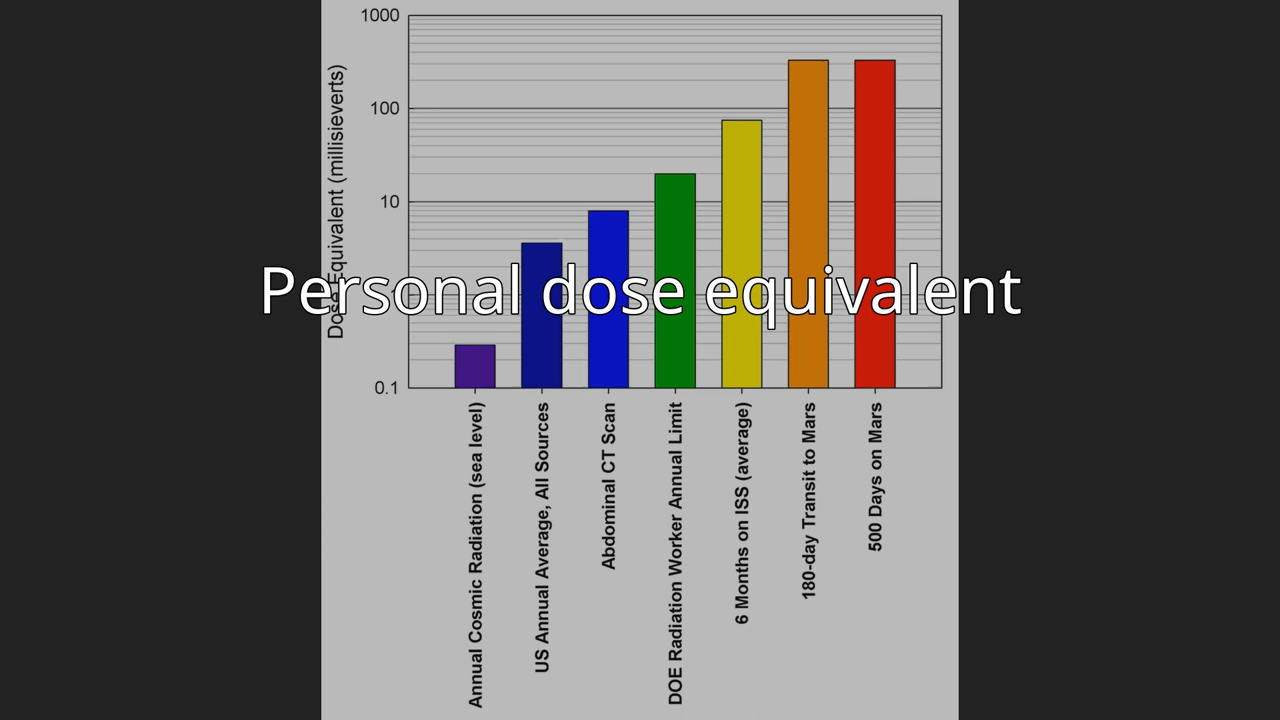 1000
100
10
0.1
Dose Equivalent (millisieverts)
Personal dose equivalent
Annual Cosmic Radiation (sea level)
US Annual Average, All Sources
Abdominal CT Scan
DOE Radiation Worker Annual Limit
6 Months on ISS (average)
180-day Transit to Mars
500 Days on Mars